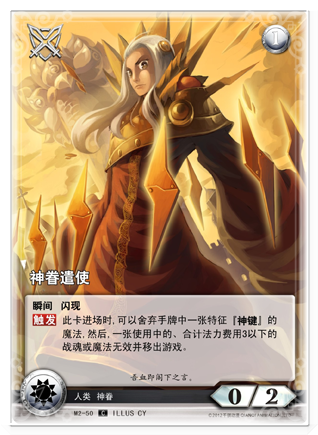 1
神眷遣使
瞬间 闪现
触发 此卡进场时,可以舍弃手牌中一张特征『神键』的
魔法,然后,一张使用中的、合计法力费用3以下的
战魂或魔法无效并移出游戏。
吾血即阁下之言。
人类 神眷
0 / 2
M2-50 C ILLUS CY